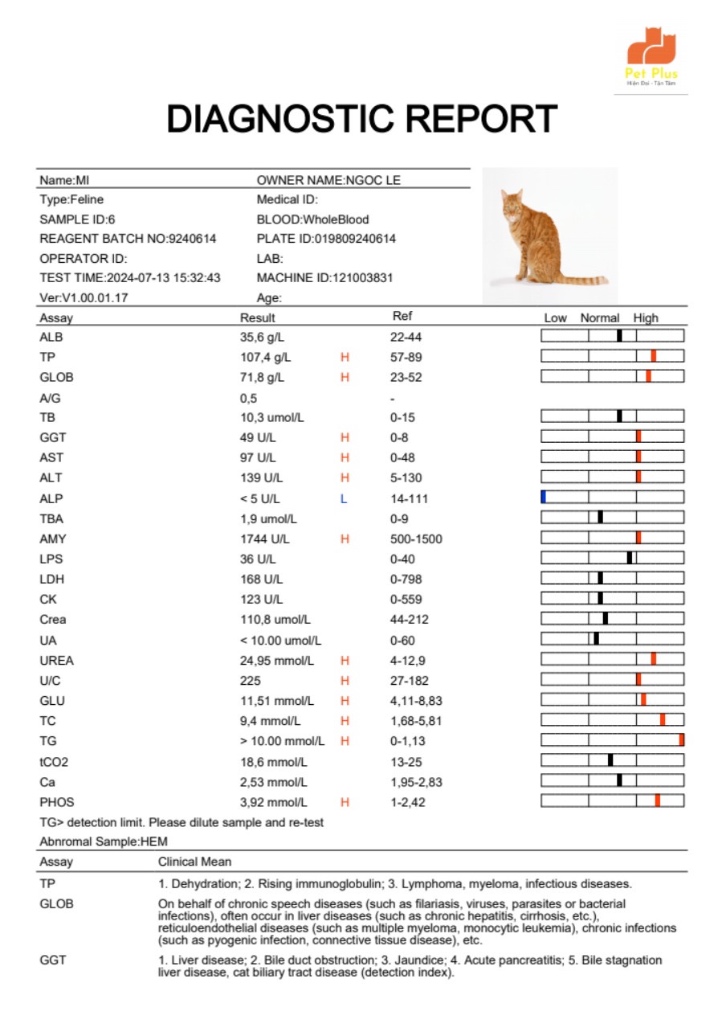 Pet Plus
Hiện Đại - Tận Tâm
DIAGNOSTIC REPORT
Name:MI OWNER NAME:NGOC LE
Type:Feline Medical ID:
SAMPLE ID:6 BLOOD:WholeBlood
REAGENT BATCH NO:9240614 PLATE ID:019809240614
OPERATOR ID: LAB:
TEST TIME:2024-07-13 15:32:43 MACHINE ID:121003831
Ver:V1.00.01.17 Age:
Assay Result Ref Low Normal High
ALB 35,6 g/L 22-44
TP 107,4 g/L H 57-89
GLOB 71,8 g/L H 23-52
A/G 0,5 -
TB 10,3 umol/L 0-15
GGT 49 U/L H 0-8
AST 97 U/L H 0-48
ALT 139 U/L H 5-130
ALP < 5 U/L L 14-111
TBA 1,9 umol/L 0-9
AMY 1744 U/L H 500-1500
LPS 36 U/L 0-40
LDH 168 U/L 0-798
CK 123 U/L 0-559
Crea 110,8 umol/L 44-212
UA < 10.00 umol/L 0-60
UREA 24,95 mmol/L H 4-12,9
U/C 225 H 27-182
GLU 11,51 mmol/L H 4,11-8,83
TC 9,4 mmol/L H 1,68-5,81
TG > 10.00 mmol/L H 0-1,13
tCO2 18,6 mmol/L 13-25
Ca 2,53 mmol/L 1,95-2,83
PHOS 3,92 mmol/L H 1-2,42
TG> detection limit. Please dilute sample and re-test
Abnromal Sample:HEM
Assay Clinical Mean
TP 1. Dehydration; 2. Rising immunoglobulin; 3. Lymphoma, myeloma, infectious diseases.
GLOB On behalf of chronic speech diseases (such as filariasis, viruses, parasites or bacterial
infections), often occur in liver diseases (such as chronic hepatitis, cirrhosis, etc.),
reticuloendothelial diseases (such as multiple myeloma, monocytic leukemia), chronic infections
(such as pyogenic infection, connective tissue disease), etc.
GGT 1. Liver disease; 2. Bile duct obstruction; 3. Jaundice; 4. Acute pancreatitis; 5. Bile stagnation
liver disease, cat biliary tract disease (detection index).